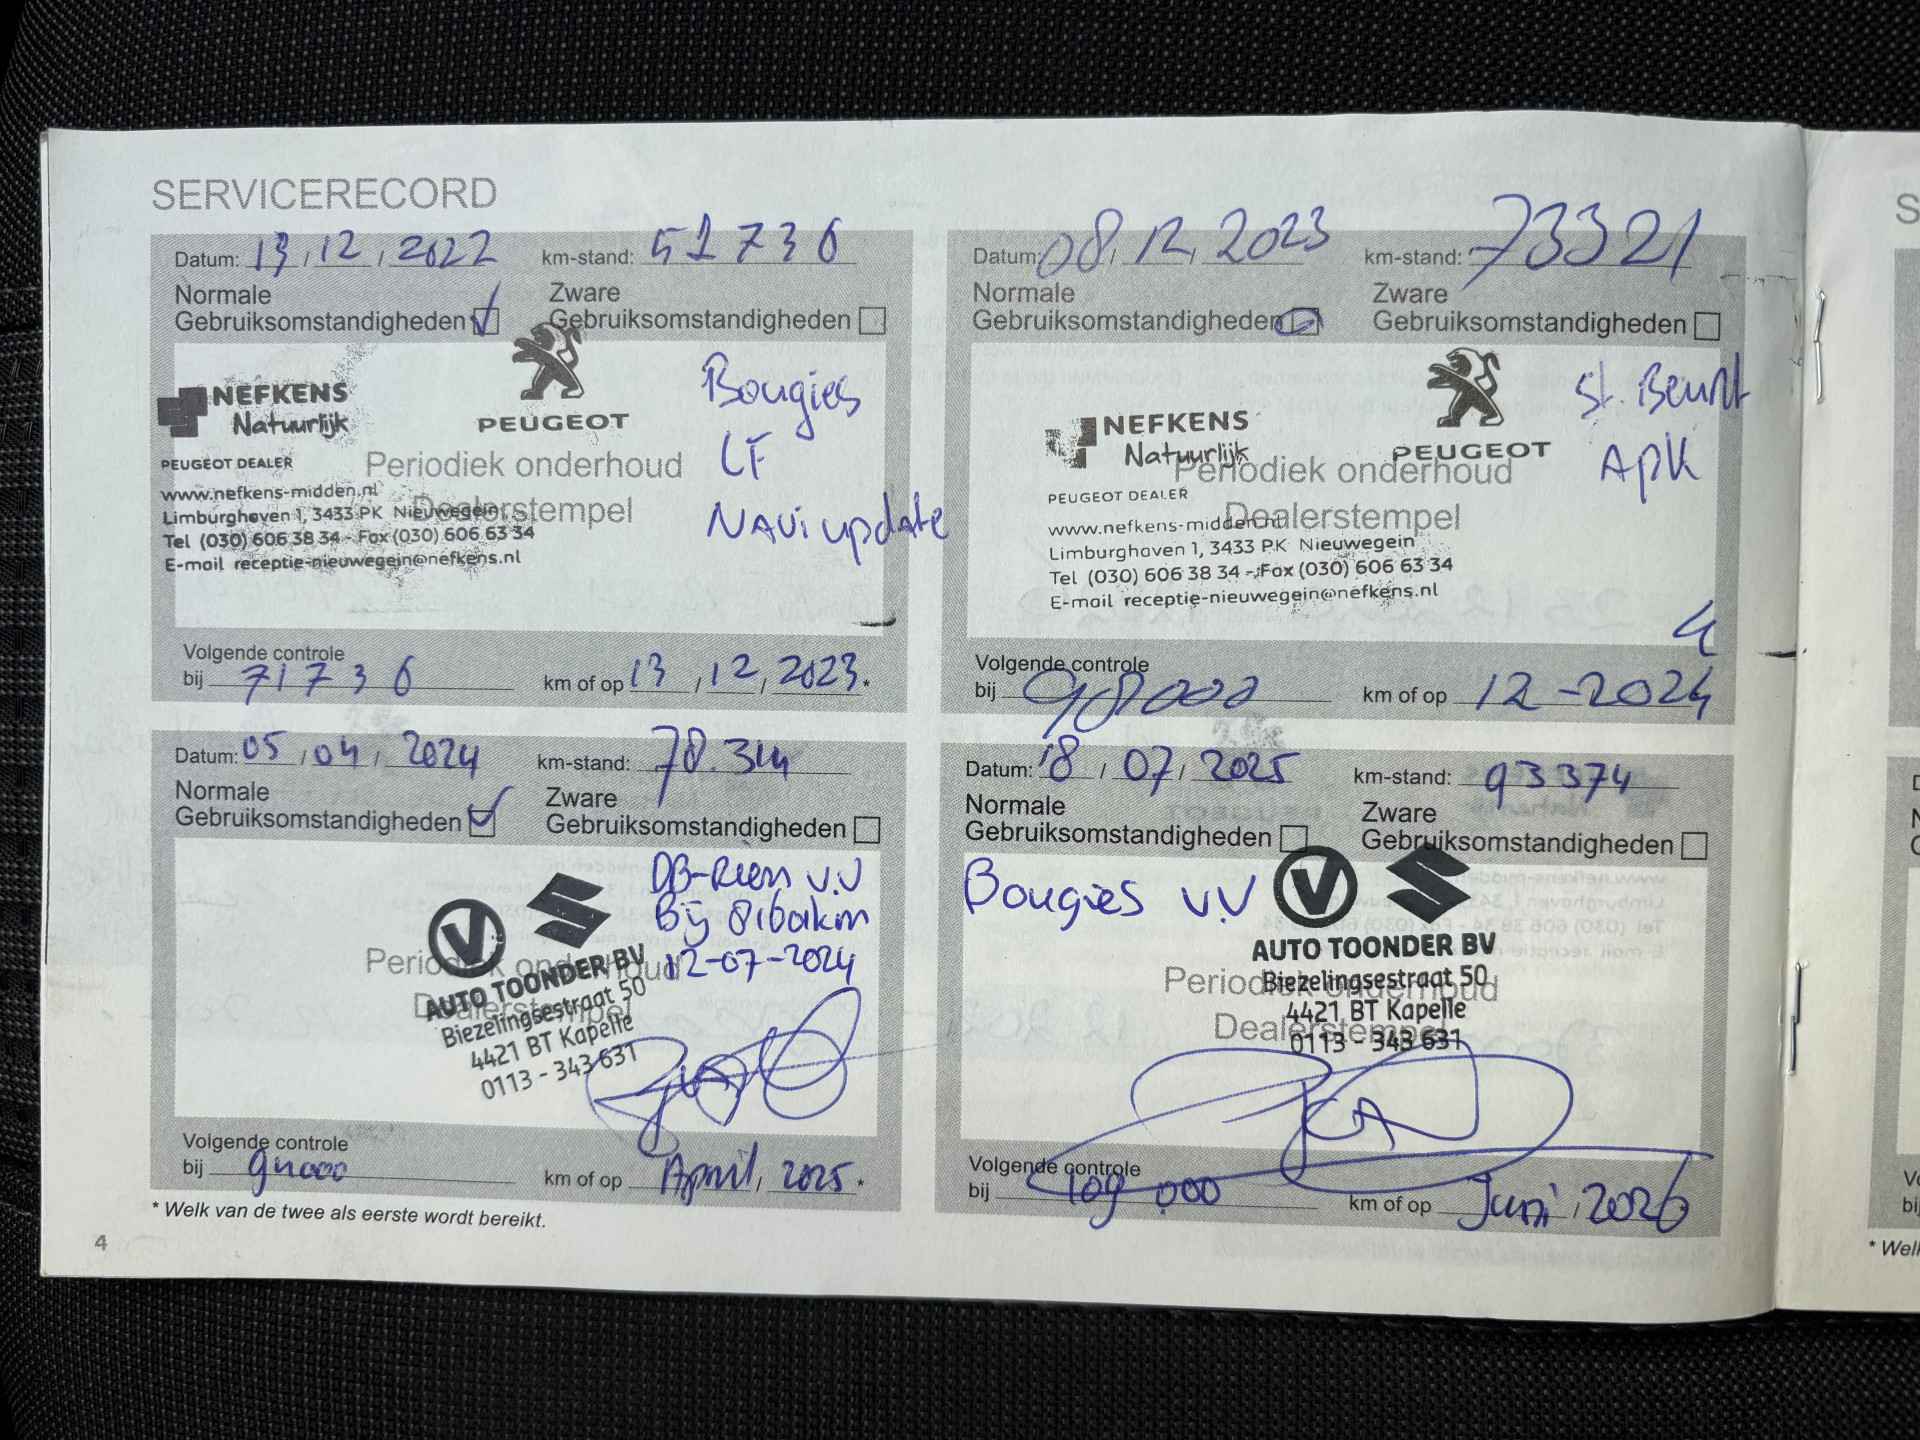 SERVICERECORD
Datum: 13 / 12 / 2022 km-stand: 51736
Normale Gebruiksomstandigheden Zware Gebruiksomstandigheden
NEFKENS
Natuurlijk
PEUGEOT
PEUGEOT DEALER
www.nefkens-midden.nl
Limburghaven 1, 3433 PK Nieuwegein
Tel (030) 606 38 34 - Fax (030) 606 63 34
E-mail receptie-nieuwegein@nefkens.nl
Periodiek onderhoud
Dealerstempel
Bougies
LF
NAVi update
Volgende controle
bij 71736 km of op 13 / 12 / 2023 *
Datum: 08 / 12 / 2023 km-stand: 73321
Normale Gebruiksomstandigheden Zware Gebruiksomstandigheden
NEFKENS
Natuurlijk
PEUGEOT
PEUGEOT DEALER
www.nefkens-midden.nl
Limburghaven 1, 3433 PK Nieuwegein
Tel (030) 606 38 34 - Fax (030) 606 63 34
E-mail receptie-nieuwegein@nefkens.nl
Periodiek onderhoud
Dealerstempel
St. Beurt
APK
Volgende controle
bij 98000 km of op 12 - 2024
Datum: 05 / 04 / 2024 km-stand: 78.314
Normale Gebruiksomstandigheden Zware Gebruiksomstandigheden
DB-Riem v.v
Bij 81601km
12-07-2024
Periodiek onderhoud
Dealerstempel
AUTO TOONDER BV
Biezelingsestraat 50
4421 BT Kapelle
0113 - 343 631
Volgende controle
bij 94000 km of op April, 2025 *
Datum: 18 / 07 / 2025 km-stand: 93374
Normale Gebruiksomstandigheden Zware Gebruiksomstandigheden
Bougies v.v
AUTO TOONDER BV
Biezelingsestraat 50
4421 BT Kapelle
0113 - 343 631
Periodiek onderhoud
Dealerstempel
Volgende controle
bij 109.000 km of op Juni / 2026
* Welk van de twee als eerste wordt bereikt.
4